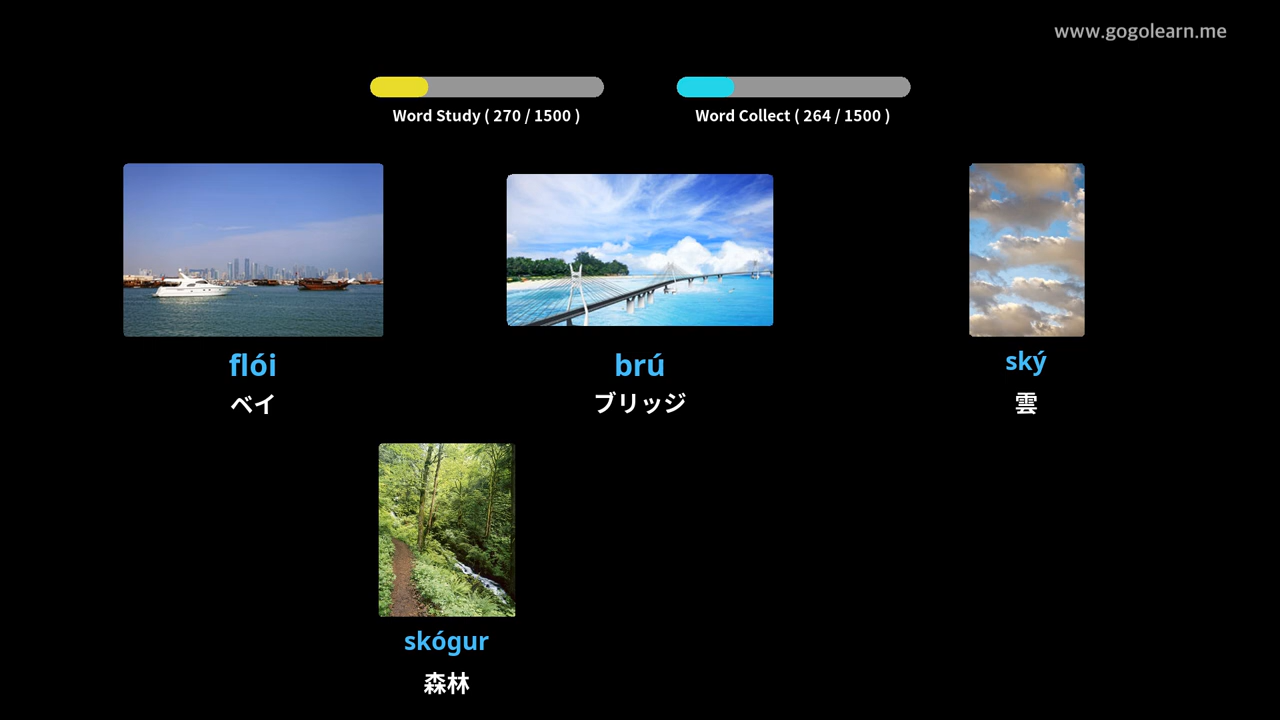 www.gogolearn.me
Word Study ( 270 / 1500 )
Word Collect ( 264 / 1500 )
flói
brú
ský
ベイ
ブリッジ
雲
skógur
森林